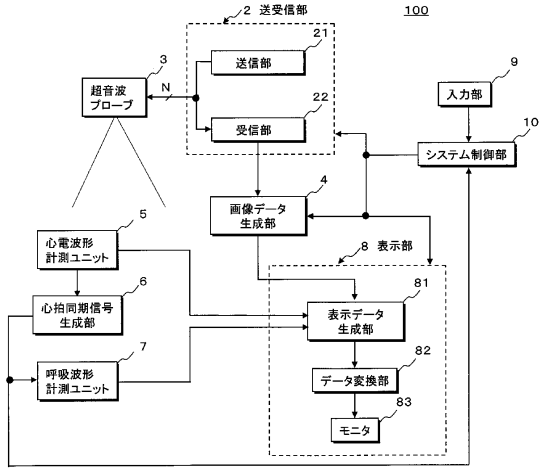 100
2 送受信部
21
送信部
3
超音波
プローブ
N
22
受信部
9
入力部
10
システム制御部
4
画像データ
生成部
5
心電波形
計測ユニット
8 表示部
6
心拍同期信号
生成部
81
表示データ
生成部
7
呼吸波形
計測ユニット
82
データ変換部
83
モニタ